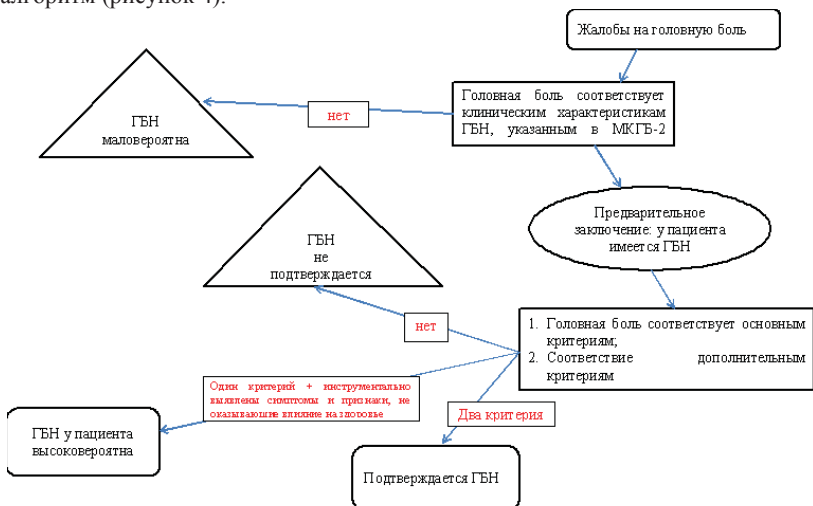 алгоритм (рисунок 4).
Жалобы на головную боль
Головная боль соответствует
клиническим характеристикам
ГБН, указанным в МКГБ-2
нет
ГБН
маловероятна
Предварительное
заключение: у пациента
имеется ГБН
ГБН
не
подтверждается
нет
1. Головная боль соответствует основным
критериям;
2. Соответствие дополнительным
критериям
Один критерий + инструментально
выявлены симптомы и признаки, не
оказывающие влияние на здоровье
Два критерия
ГБН у пациента
высоковероятна
Подтверждается ГБН